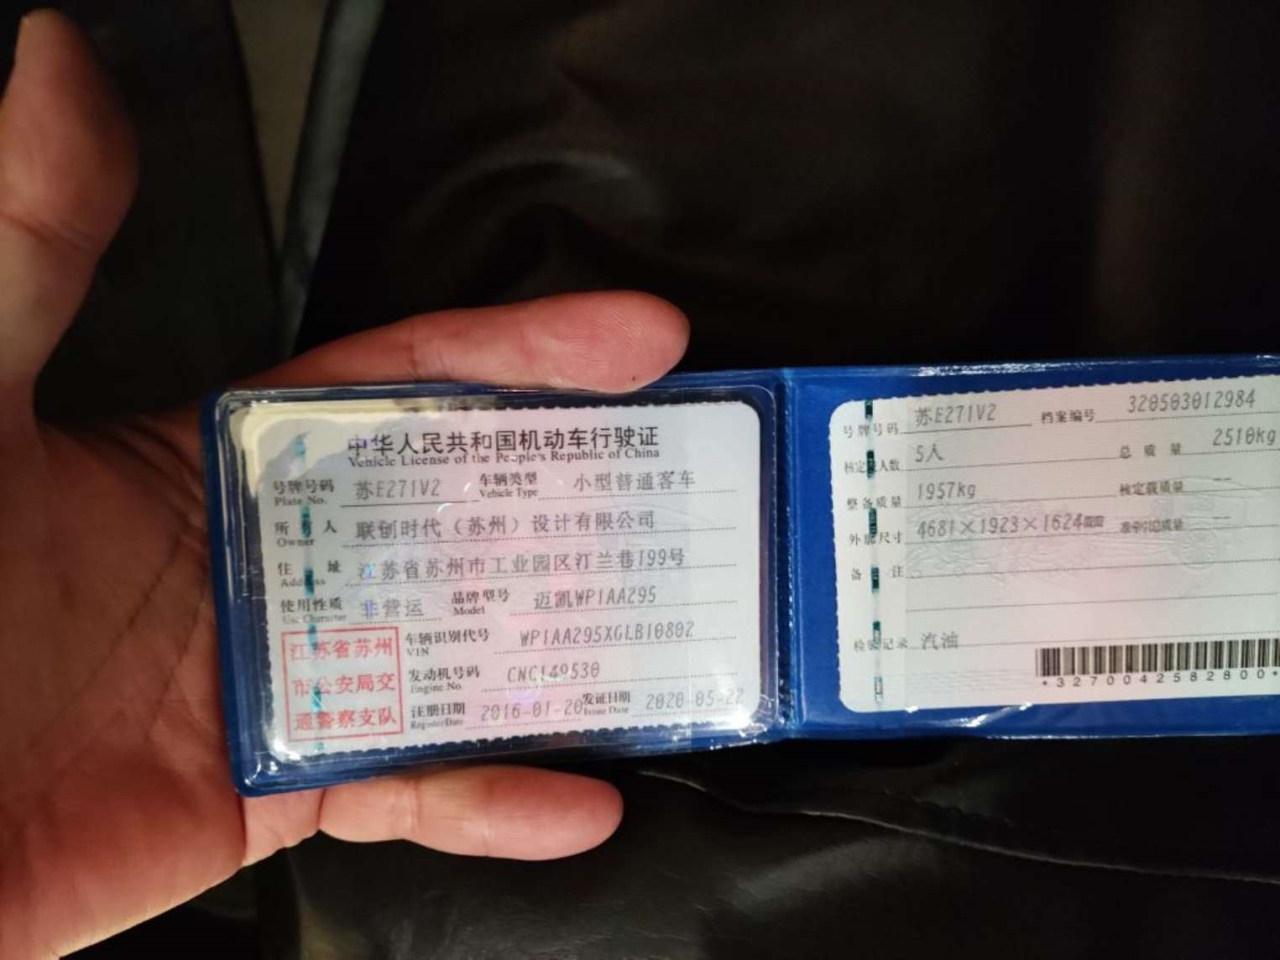 中华人民共和国机动车行驶证
Vehicle License of the People's Republic of China
号牌号码 苏E271V2 车辆类型 小型普通客车
Plate No. Vehicle Type
所有人 联创时代（苏州）设计有限公司
Owner
住址 江苏省苏州市工业园区汀兰巷199号
Address
使用性质 非营运 品牌型号 迈凯WP1AA295
Use Character Model
江苏省苏州
市公安局交
通警察支队
车辆识别代号 WP1AA295XGLB10802
VIN
发动机号码 CNC149530
Engine No.
注册日期 2016-01-20 发证日期 2020-05-22
Register Date Issue Date
号牌号码 苏E271V2 档案编号 320503012984
核定载人数 5人 总质量 2510kg
整备质量 1957kg 核定载质量 --
外廓尺寸 4681×1923×1624mm 准牵引总质量 --
备注
检验记录 汽油
*3270042582800*